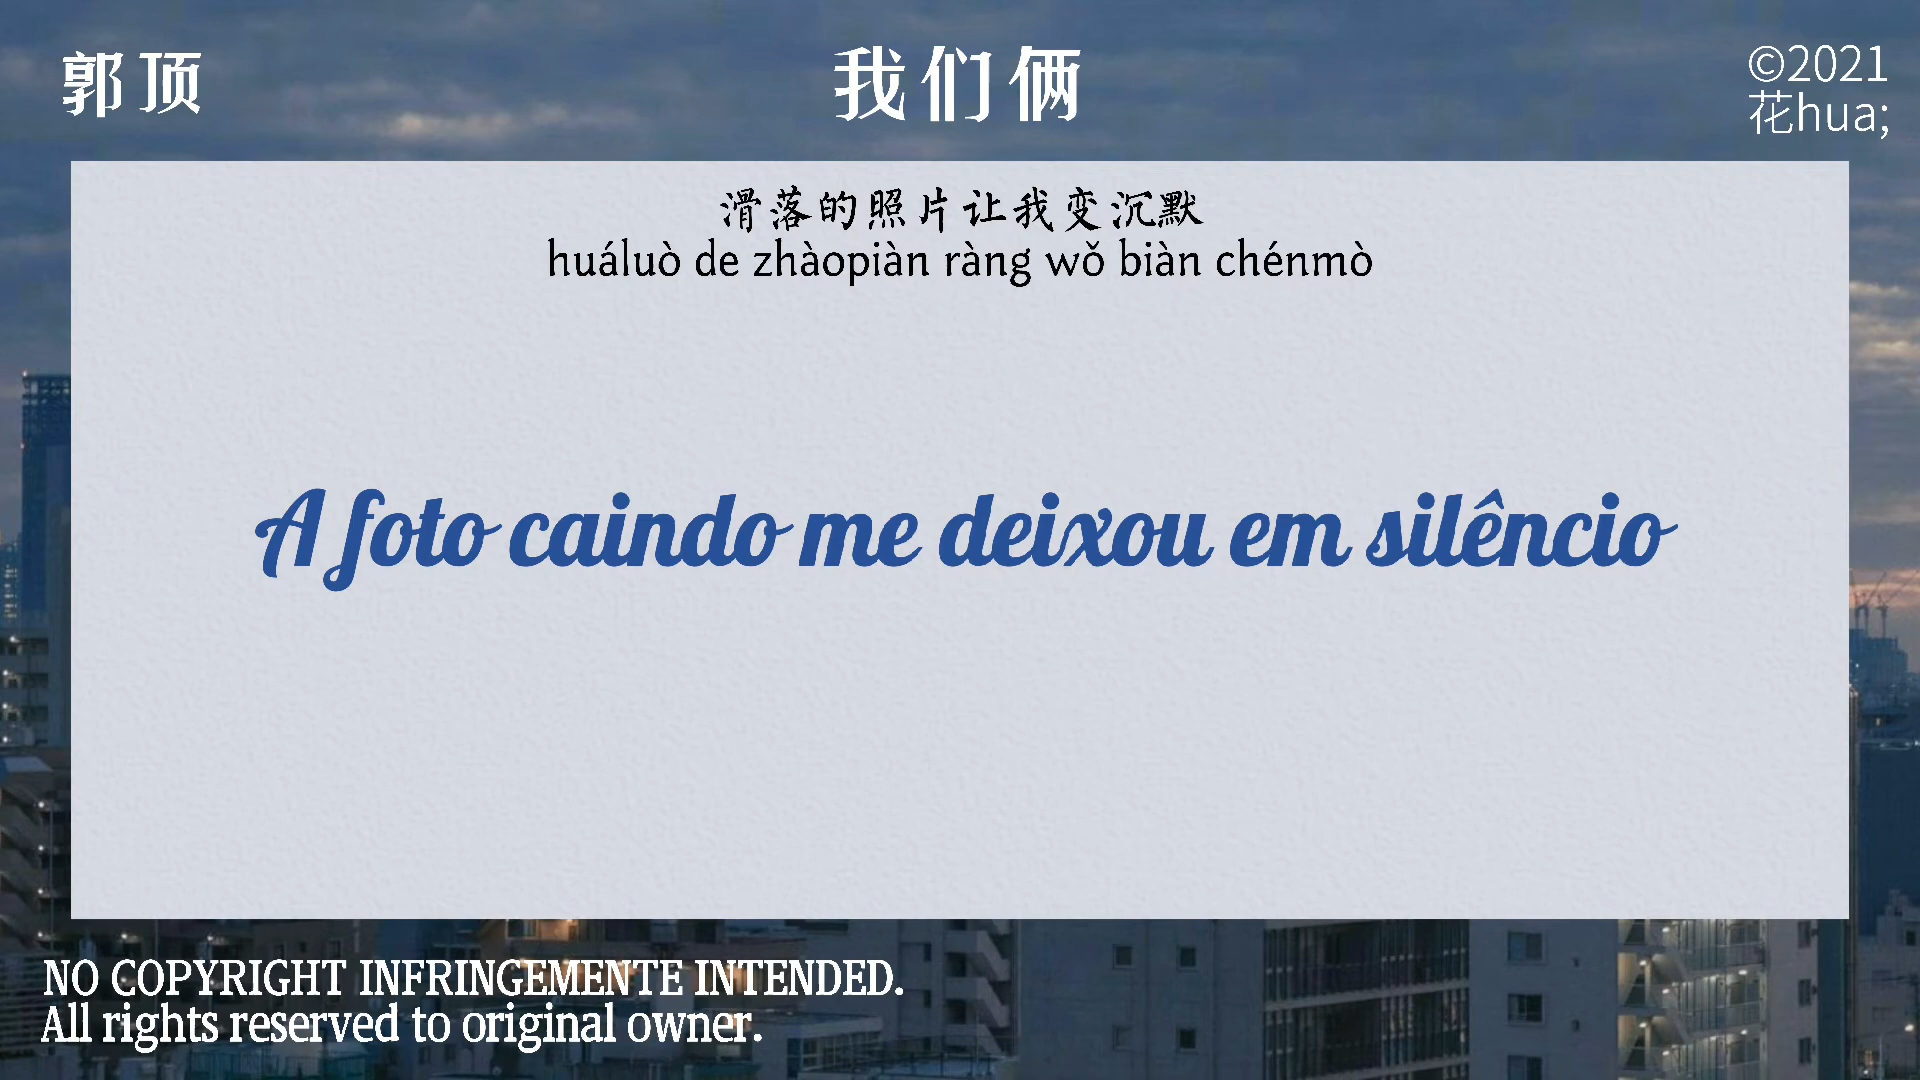 郭顶
我们俩
©2021
花hua;
滑落的照片让我变沉默
huáluò de zhàopiàn ràng wǒ biàn chénmò
A foto caindo me deixou em silêncio
NO COPYRIGHT INFRINGEMENTE INTENDED.
All rights reserved to original owner.